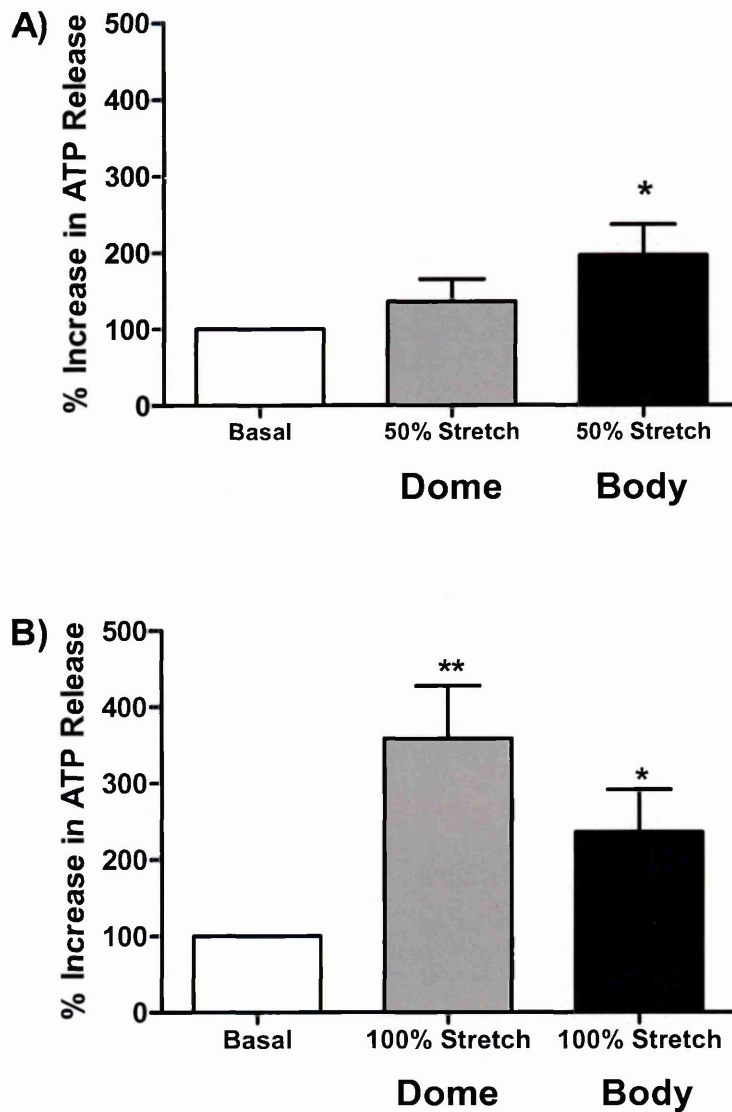 A)
% Increase in ATP Release
500
400
300
200
100
0
*
Basal
50% Stretch
50% Stretch
Dome
Body
B)
% Increase in ATP Release
500
400
300
200
100
0
**
*
Basal
100% Stretch
100% Stretch
Dome
Body